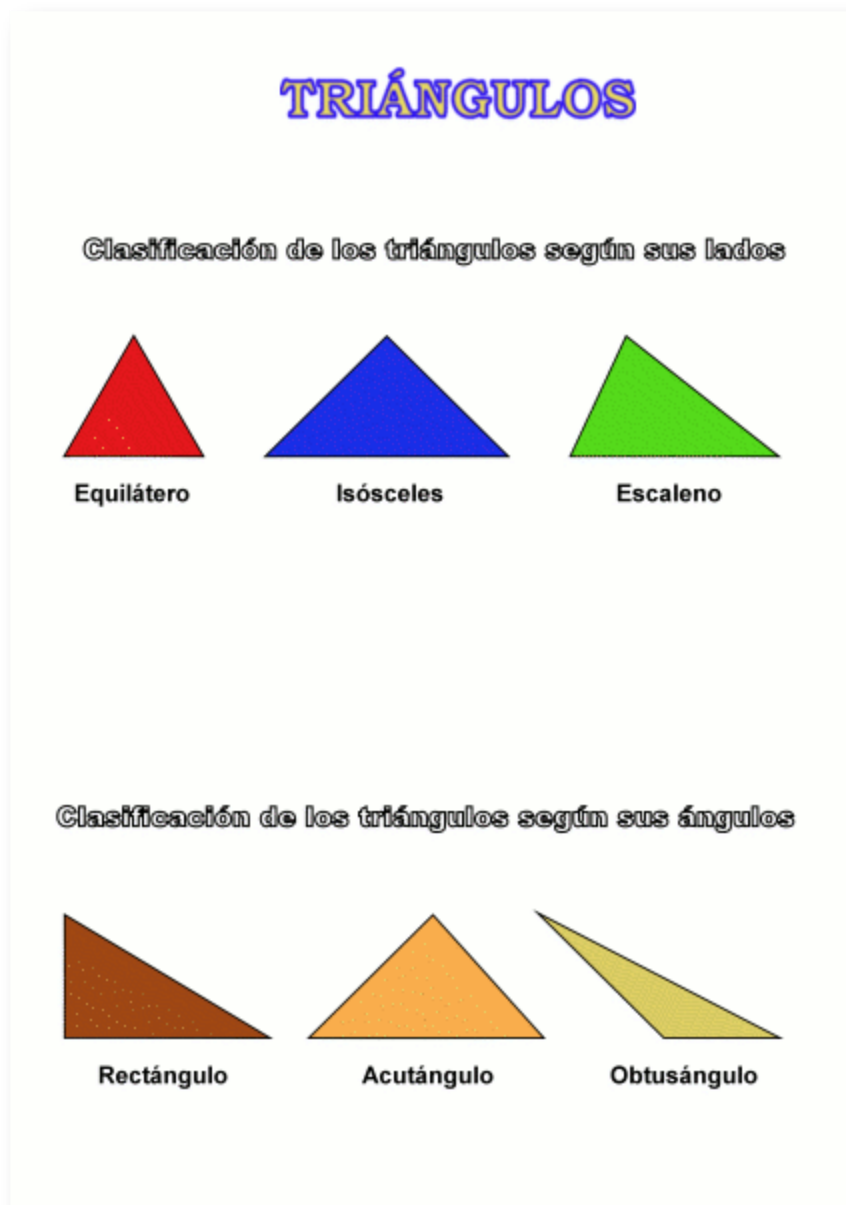 TRIÁNGULOS
Clasificación de los triángulos según sus lados
Equilátero Isósceles Escaleno
Clasificación de los triángulos según sus ángulos
Rectángulo Acutángulo Obtusángulo